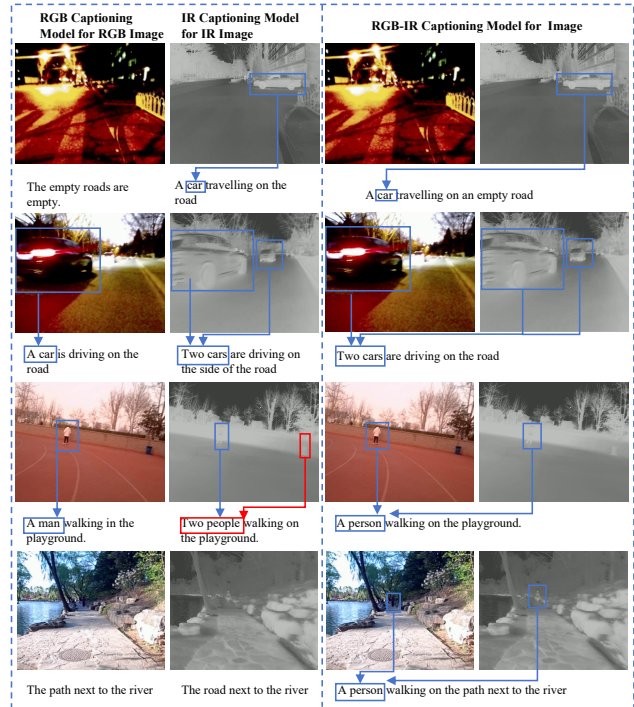 RGB Captioning
Model for RGB Image
IR Captioning Model
for IR Image
RGB-IR Captioning Model for Image
The empty roads are
empty.
A car travelling on the
road
A car travelling on an empty road
A car is driving on the
road
Two cars are driving on
the side of the road
Two cars are driving on the road
A man walking in the
playground.
Two people walking on
the playground.
A person walking on the playground.
The path next to the river
The road next to the river
A person walking on the path next to the river